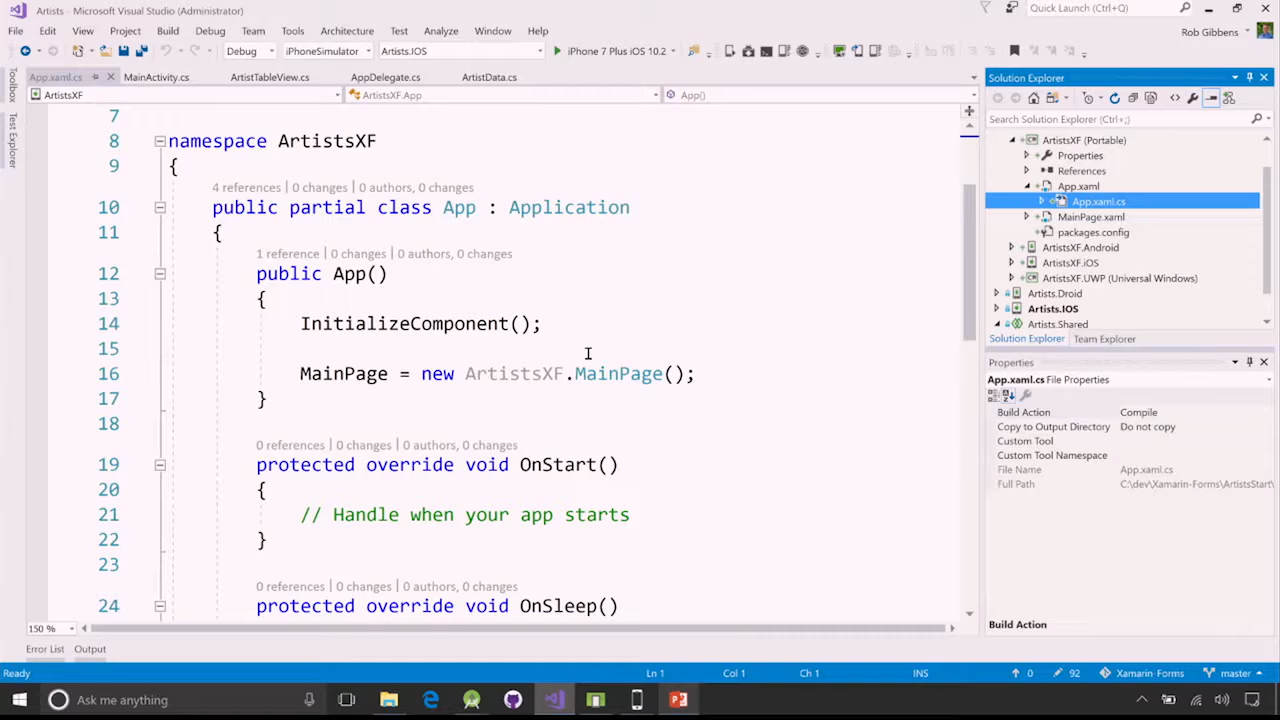 Artists - Microsoft Visual Studio (Administrator)
Quick Launch (Ctrl+Q)
File Edit View Project Build Debug Team Tools Architecture Test Analyze Window Help
Rob Gibbens
Debug iPhoneSimulator Artists.IOS iPhone 7 Plus iOS 10.2
App.xaml.cs MainActivity.cs ArtistTableView.cs AppDelegate.cs ArtistData.cs
ArtistsXF ArtistsXF.App App()
Toolbox
Test Explorer
7
8 namespace ArtistsXF
9 {
4 references | 0 changes | 0 authors, 0 changes
10 public partial class App : Application
11 {
1 reference | 0 changes | 0 authors, 0 changes
12 public App()
13 {
14 InitializeComponent();
15
16 MainPage = new ArtistsXF.MainPage();
17 }
18
0 references | 0 changes | 0 authors, 0 changes
19 protected override void OnStart()
20 {
21 // Handle when your app starts
22 }
23
0 references | 0 changes | 0 authors, 0 changes
24 protected override void OnSleep()
150 %
Solution Explorer
Search Solution Explorer (Ctrl+;)
ArtistsXF (Portable)
Properties
References
App.xaml
App.xaml.cs
MainPage.xaml
packages.config
ArtistsXF.Android
ArtistsXF.iOS
ArtistsXF.UWP (Universal Windows)
Artists.Droid
Artists.IOS
Artists.Shared
Solution Explorer Team Explorer
Properties
App.xaml.cs File Properties
Build Action Compile
Copy to Output Directory Do not copy
Custom Tool
Custom Tool Namespace
File Name App.xaml.cs
Full Path C:\dev\Xamarin-Forms\ArtistsStart\
Build Action
Error List Output
Ready Ln 1 Col 1 Ch 1 INS 0 92 Xamarin-Forms master
Ask me anything